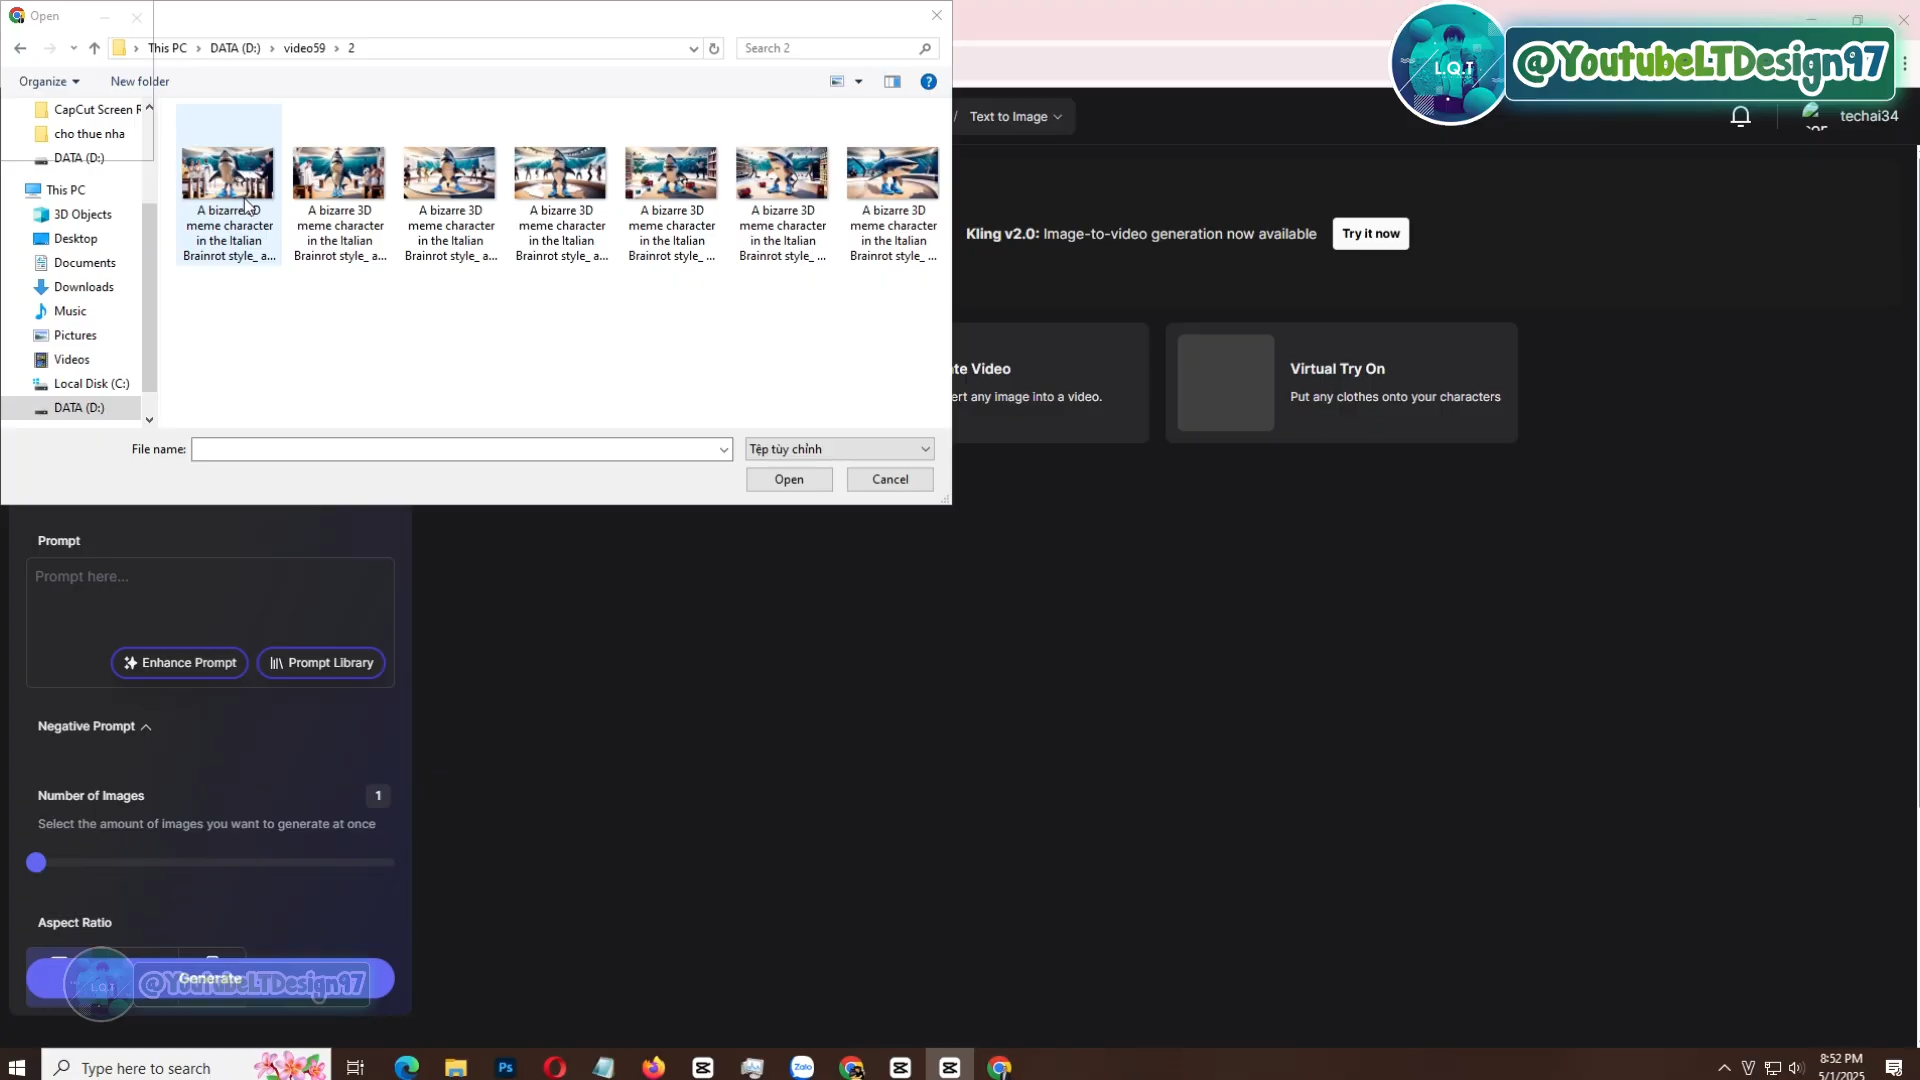 Open
This PC › DATA (D:) › video59 › 2
Search 2
Organize
New folder
CapCut Screen R
cho thue nha
DATA (D:)
This PC
3D Objects
Desktop
Documents
Downloads
Music
Pictures
Videos
Local Disk (C:)
DATA (D:)
A bizarre 3D
meme character
in the Italian
Brainrot style_ a...
A bizarre 3D
meme character
in the Italian
Brainrot style_ a...
A bizarre 3D
meme character
in the Italian
Brainrot style_ a...
A bizarre 3D
meme character
in the Italian
Brainrot style_ a...
A bizarre 3D
meme character
in the Italian
Brainrot style_ ...
A bizarre 3D
meme character
in the Italian
Brainrot style_ ...
A bizarre 3D
meme character
in the Italian
Brainrot style_ ...
File name:
Tệp tùy chỉnh
Open
Cancel
L.Q.T
@YoutubeLTDesign97
/ Text to Image
techai34
Kling v2.0: Image-to-video generation now available
Try it now
te Video
ert any image into a video.
Virtual Try On
Put any clothes onto your characters
Prompt
Prompt here...
Enhance Prompt
Prompt Library
Negative Prompt
Number of Images
1
Select the amount of images you want to generate at once
Aspect Ratio
Generate
L.Q.T
@YoutubeLTDesign97
Type here to search
Ps
Zalo
8:52 PM
5/1/2025